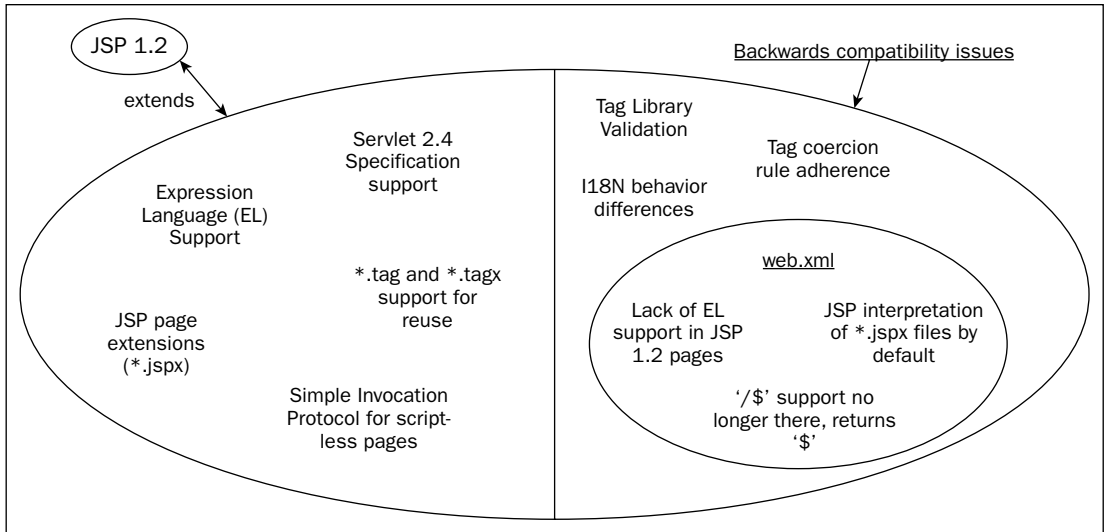 JSP 1.2
extends
Servlet 2.4
Specification
support
Expression
Language (EL)
Support
*.tag and *.tagx
support for
reuse
JSP page
extensions
(*.jspx)
Simple Invocation
Protocol for script-
less pages
Backwards compatibility issues
Tag Library
Validation
Tag coercion
rule adherence
I18N behavior
differences
web.xml
Lack of EL
support in JSP
1.2 pages
JSP interpretation
of *.jspx files by
default
‘/$’ support no
longer there, returns
‘$’